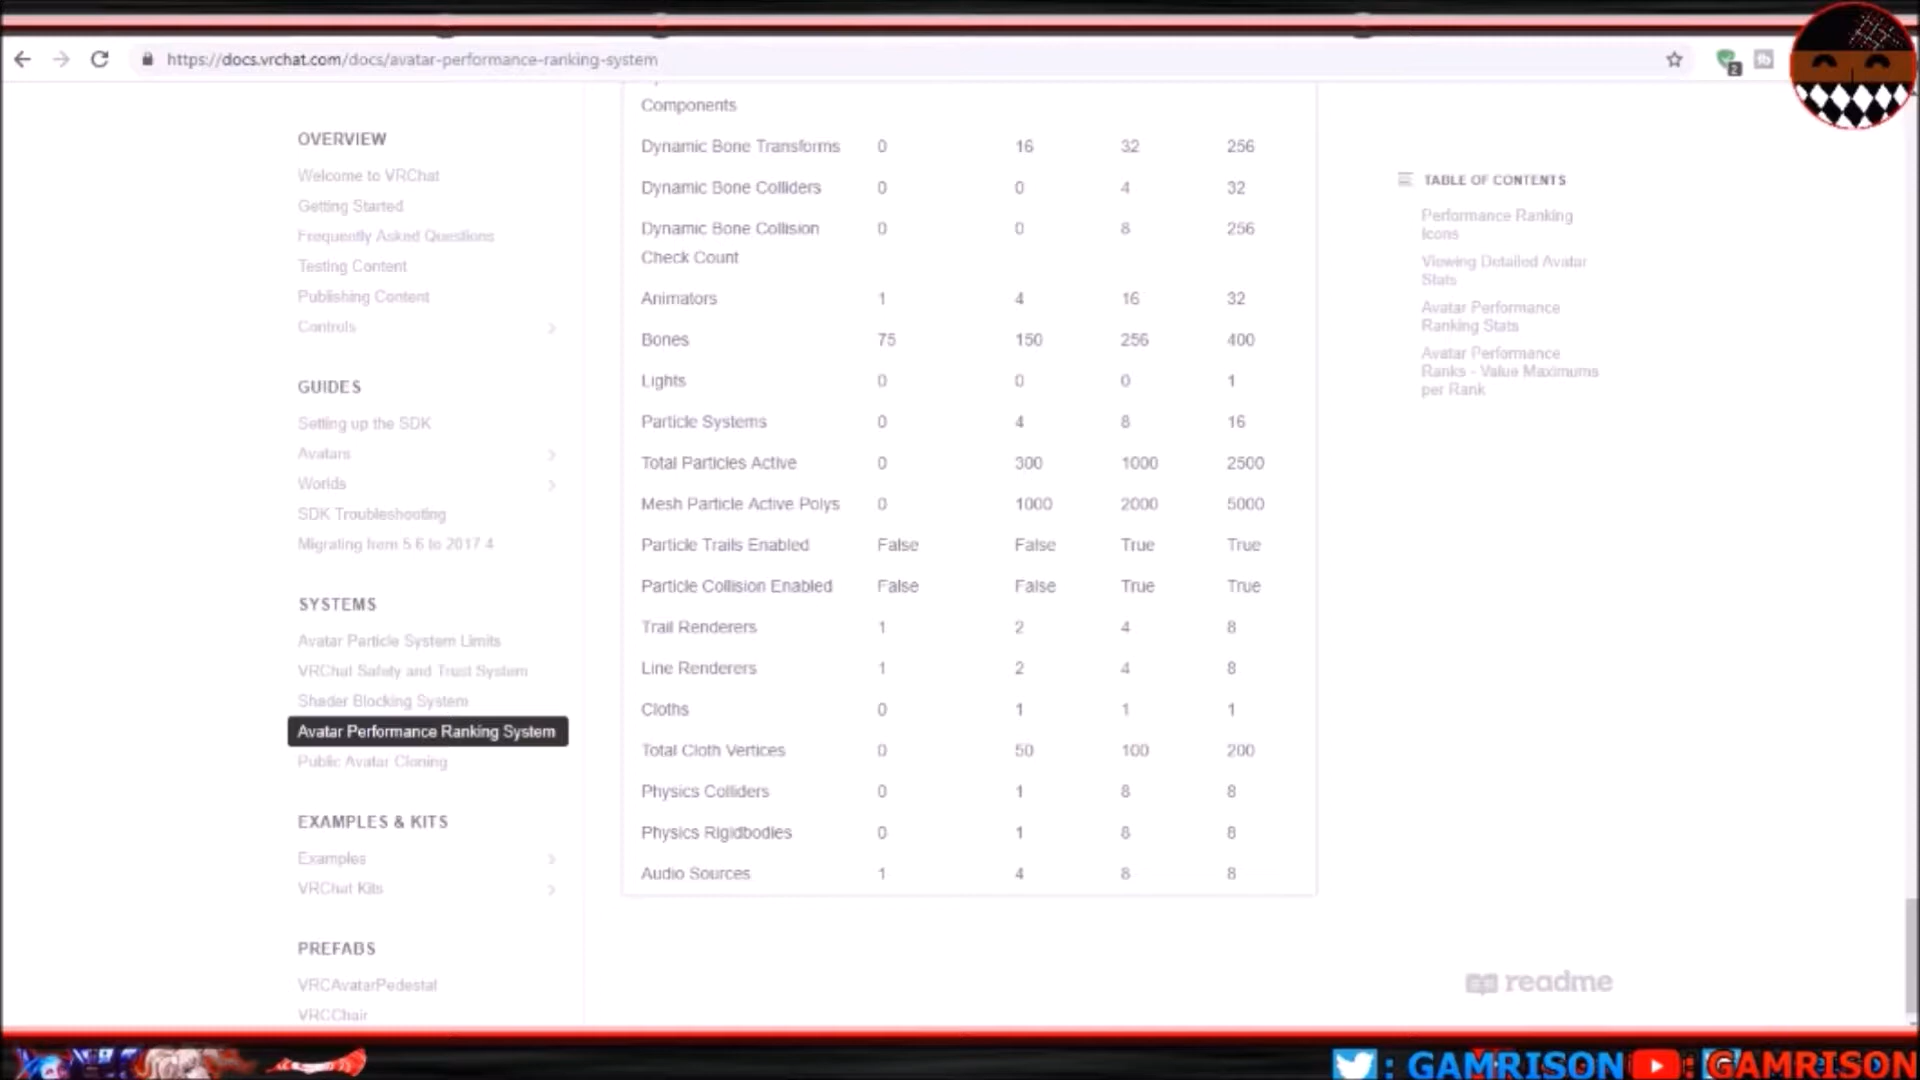 https://docs.vrchat.com/docs/avatar-performance-ranking-system
2
OVERVIEW
Welcome to VRChat
Getting Started
Frequently Asked Questions
Testing Content
Publishing Content
Controls
GUIDES
Setting up the SDK
Avatars
Worlds
SDK Troubleshooting
Migrating from 5.6 to 2017.4
SYSTEMS
Avatar Particle System Limits
VRChat Safety and Trust System
Shader Blocking System
Avatar Performance Ranking System
Public Avatar Cloning
EXAMPLES & KITS
Examples
VRChat Kits
PREFABS
VRCAvatarPedestal
VRCChair
Components
Dynamic Bone Transforms 0 16 32 256
Dynamic Bone Colliders 0 0 4 32
Dynamic Bone Collision 0 0 8 256
Check Count
Animators 1 4 16 32
Bones 75 150 256 400
Lights 0 0 0 1
Particle Systems 0 4 8 16
Total Particles Active 0 300 1000 2500
Mesh Particle Active Polys 0 1000 2000 5000
Particle Trails Enabled False False True True
Particle Collision Enabled False False True True
Trail Renderers 1 2 4 8
Line Renderers 1 2 4 8
Cloths 0 1 1 1
Total Cloth Vertices 0 50 100 200
Physics Colliders 0 1 8 8
Physics Rigidbodies 0 1 8 8
Audio Sources 1 4 8 8
TABLE OF CONTENTS
Performance Ranking
Icons
Viewing Detailed Avatar
Stats
Avatar Performance
Ranking Stats
Avatar Performance
Ranks - Value Maximums
per Rank
readme
: GAMRISON : GAMRISON